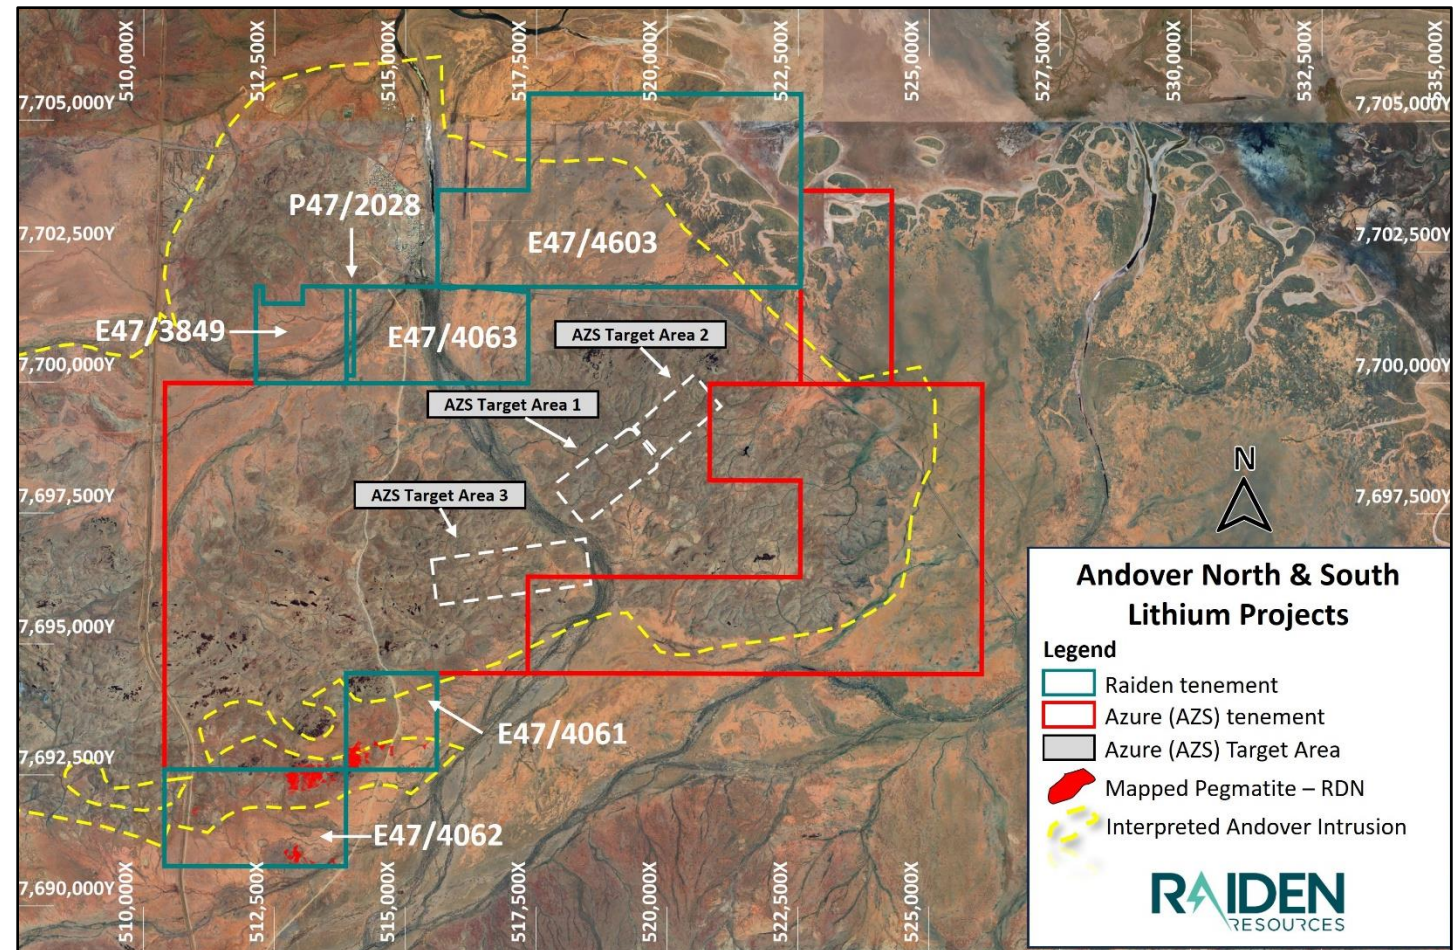 510,000X
512,500X
515,000X
517,500X
520,000X
522,500X
525,000X
527,500X
530,000X
532,500X
535,000X
7,705,000Y
7,705,000Y
P47/2028
7,702,500Y
E47/4603
7,702,500Y
E47/3849
E47/4063
AZS Target Area 2
7,700,000Y
7,700,000Y
AZS Target Area 1
N
7,697,500Y
AZS Target Area 3
7,697,500Y
7,695,000Y
E47/4061
7,692,500Y
E47/4062
7,690,000Y
510,000X
512,500X
515,000X
517,500X
520,000X
525,000X
Andover North & South
Lithium Projects
Legend
Raiden tenement
Azure (AZS) tenement
Azure (AZS) Target Area
Mapped Pegmatite – RDN
Interpreted Andover Intrusion
RAIDEN
RESOURCES